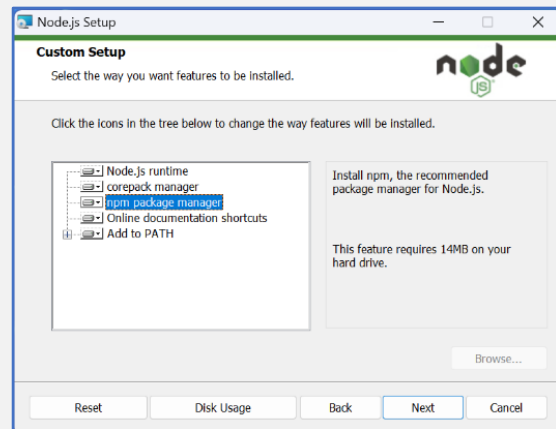 Node.js Setup
Custom Setup
Select the way you want features to be installed.
node
JS
Click the icons in the tree below to change the way features will be installed.
Node.js runtime
corepack manager
npm package manager
Online documentation shortcuts
Add to PATH
Install npm, the recommended
package manager for Node.js.
This feature requires 14MB on your
hard drive.
Browse...
Reset
Disk Usage
Back
Next
Cancel